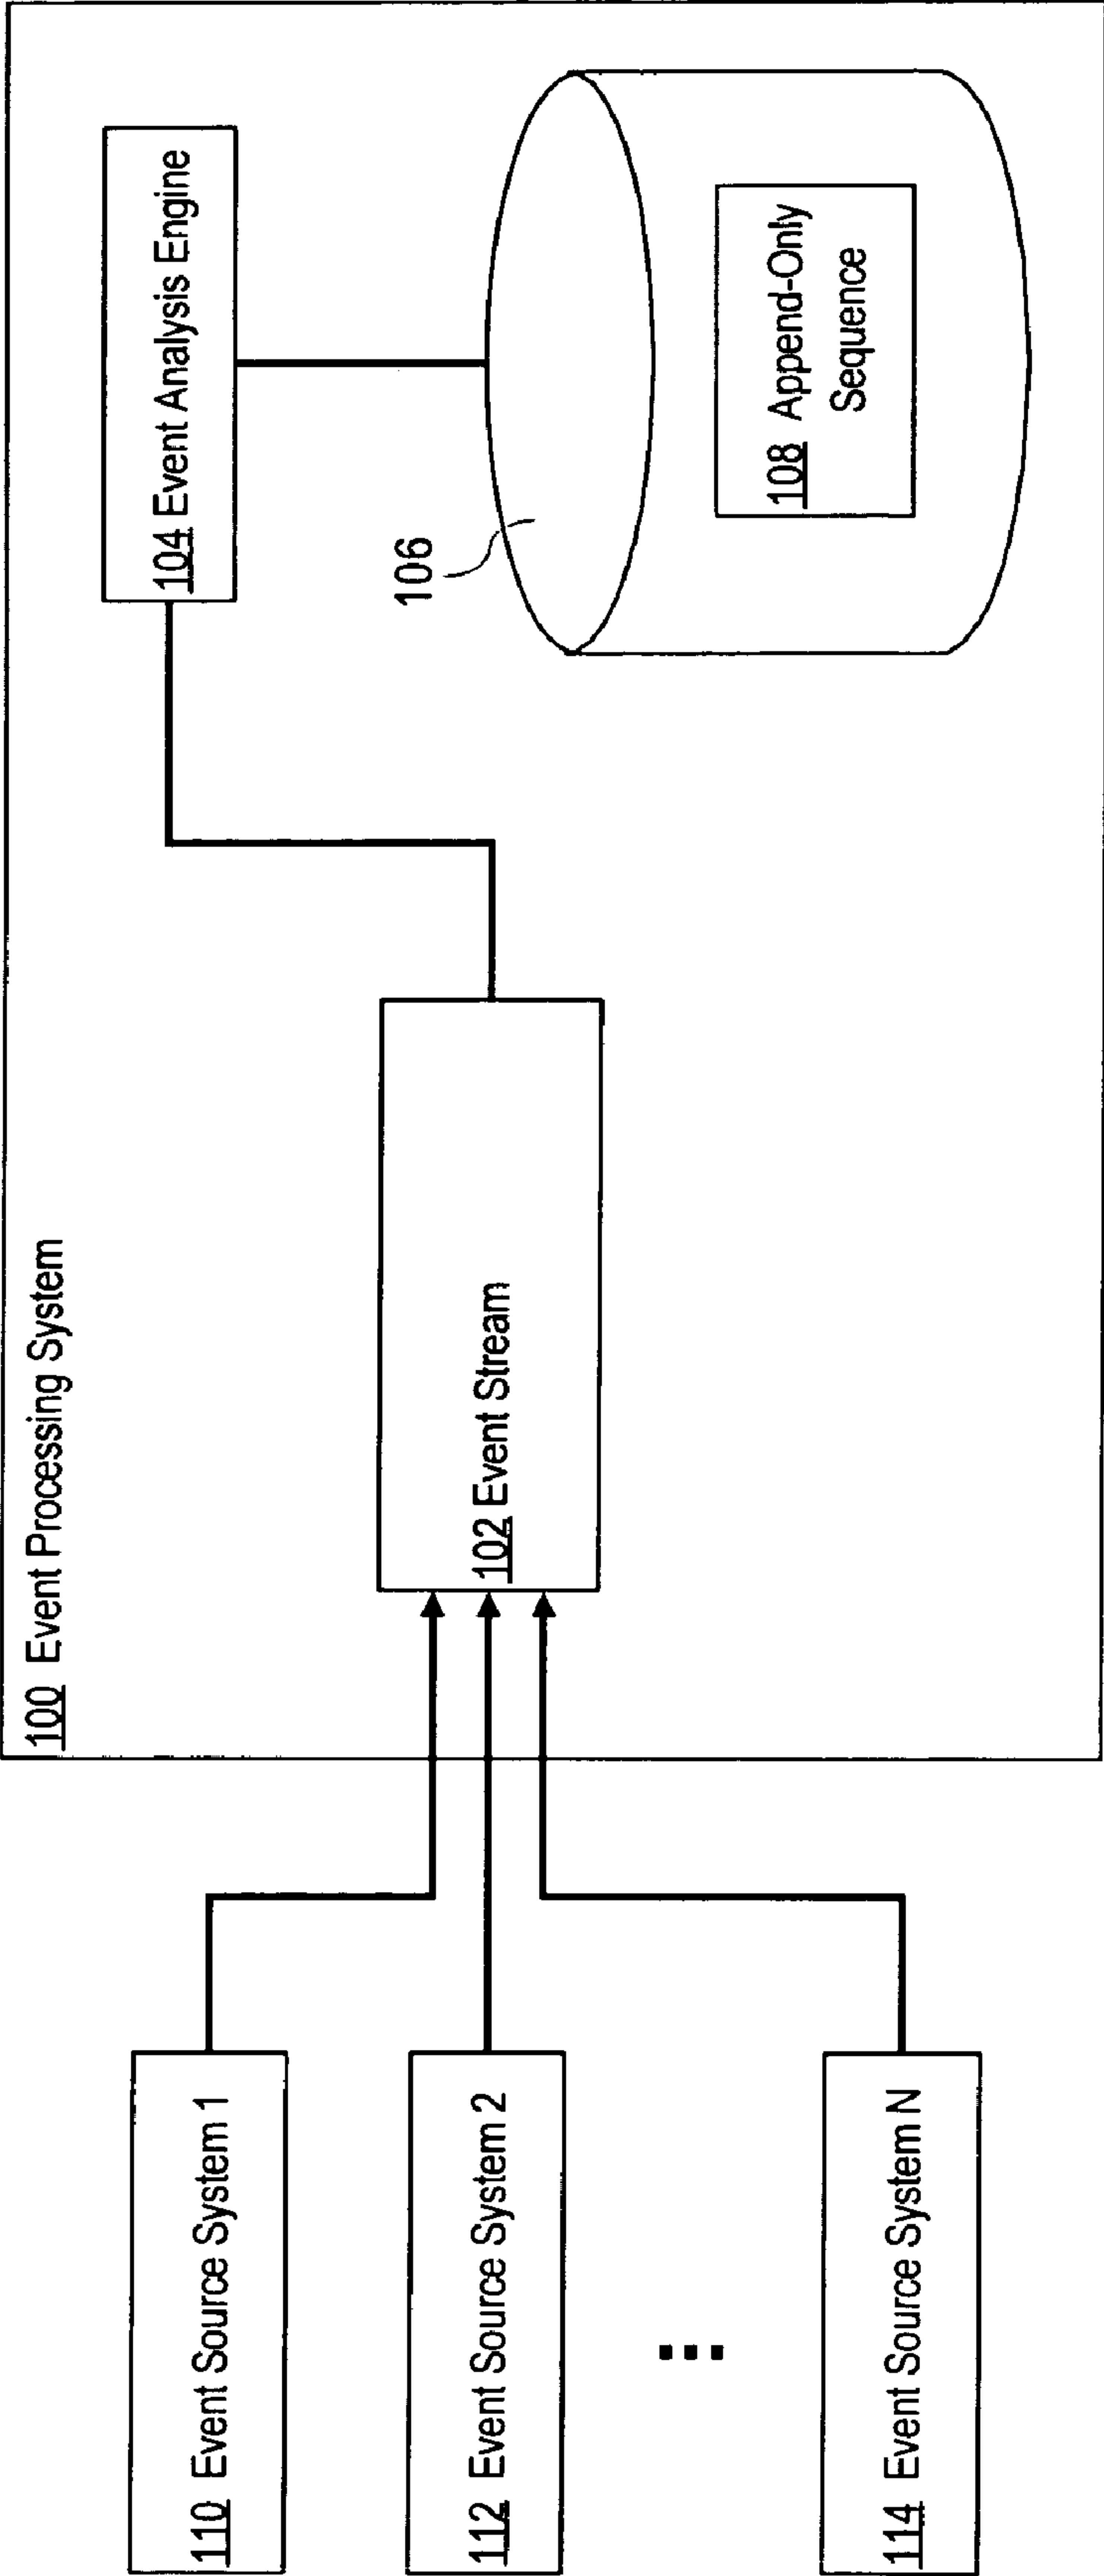 100 Event Processing System
110 Event Source System 1
112 Event Source System 2
...
114 Event Source System N
102 Event Stream
104 Event Analysis Engine
106
108 Append-Only
Sequence